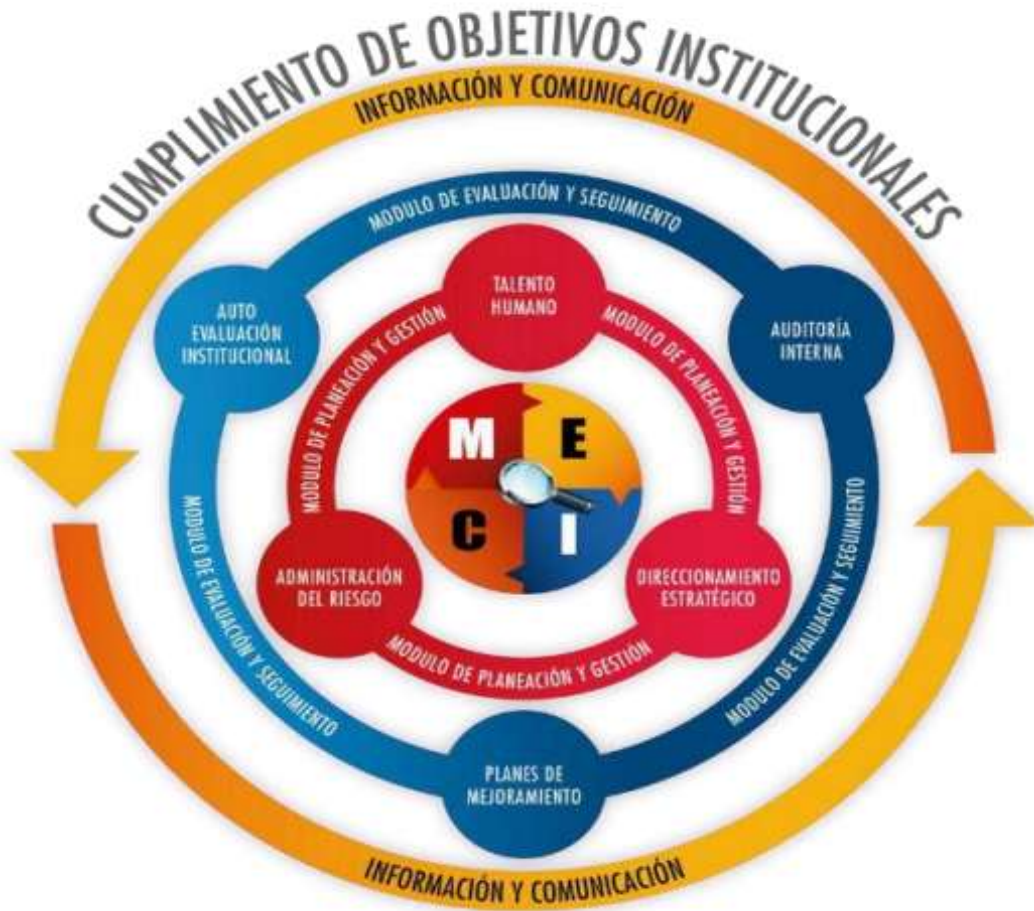 CUMPLIMIENTO DE OBJETIVOS INSTITUCIONALES
INFORMACIÓN Y COMUNICACIÓN
MODULO DE EVALUACIÓN Y SEGUIMIENTO
AUTO
EVALUACIÓN
INSTITUCIONAL
TALENTO
HUMANO
AUDITORÍA
INTERNA
MODULO DE PLANEACIÓN Y GESTIÓN
MODULO DE PLANEACIÓN Y GESTIÓN
M E
C I
MODULO DE EVALUACIÓN Y SEGUIMIENTO
MODULO DE EVALUACIÓN Y SEGUIMIENTO
ADMINISTRACIÓN
DEL RIESGO
DIRECCIONAMIENTO
ESTRATÉGICO
MODULO DE PLANEACIÓN Y GESTIÓN
PLANES DE
MEJORAMIENTO
INFORMACIÓN Y COMUNICACIÓN